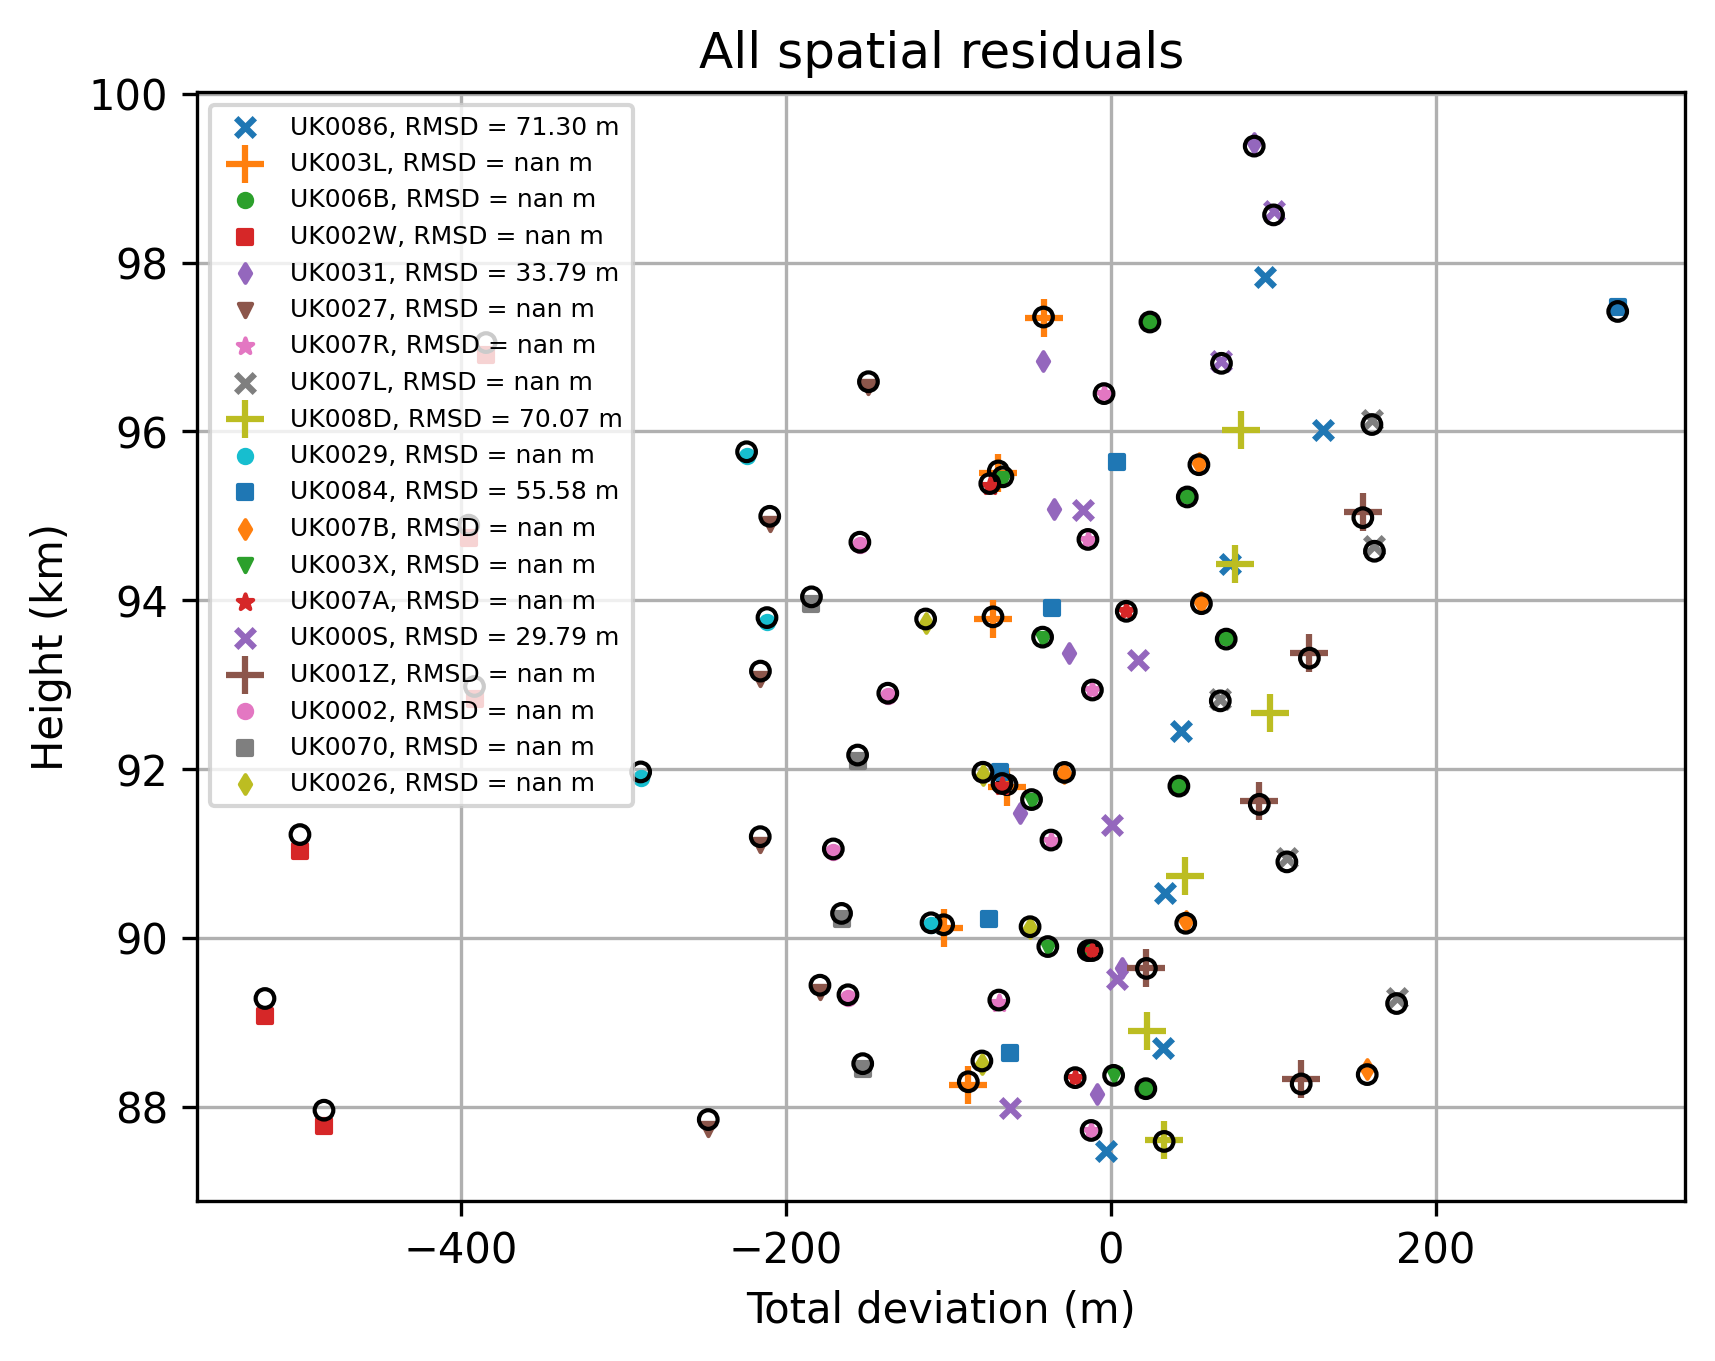 All spatial residuals
100
98
96
94
92
90
88
Height (km)
UK0086, RMSD = 71.30 m
UK003L, RMSD = nan m
UK006B, RMSD = nan m
UK002W, RMSD = nan m
UK0031, RMSD = 33.79 m
UK0027, RMSD = nan m
UK007R, RMSD = nan m
UK007L, RMSD = nan m
UK008D, RMSD = 70.07 m
UK0029, RMSD = nan m
UK0084, RMSD = 55.58 m
UK007B, RMSD = nan m
UK003X, RMSD = nan m
UK007A, RMSD = nan m
UK000S, RMSD = 29.79 m
UK001Z, RMSD = nan m
UK0002, RMSD = nan m
UK0070, RMSD = nan m
UK0026, RMSD = nan m
−400 −200 0 200
Total deviation (m)